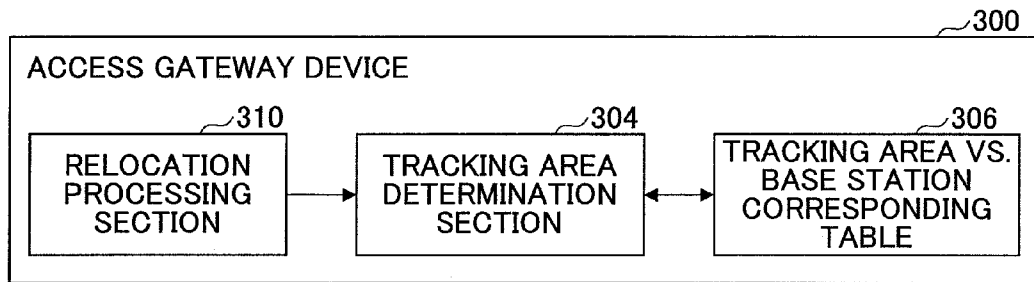 300
ACCESS GATEWAY DEVICE
310
RELOCATION
PROCESSING
SECTION
304
TRACKING AREA
DETERMINATION
SECTION
306
TRACKING AREA VS.
BASE STATION
CORRESPONDING
TABLE